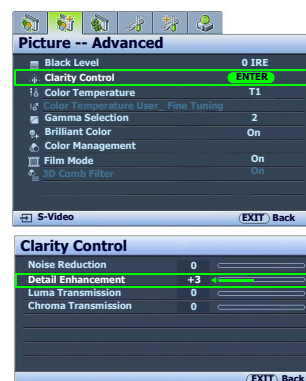 Picture -- Advanced
Black Level 0 IRE
Clarity Control ENTER
Color Temperature T1
Color Temperature User_ Fine Tuning
Gamma Selection 2
Brilliant Color On
Color Management
Film Mode On
3D Comb Filter On
S-Video EXIT Back
Clarity Control
Noise Reduction 0
Detail Enhancement +3
Luma Transmission 0
Chroma Transmission 0
EXIT Back